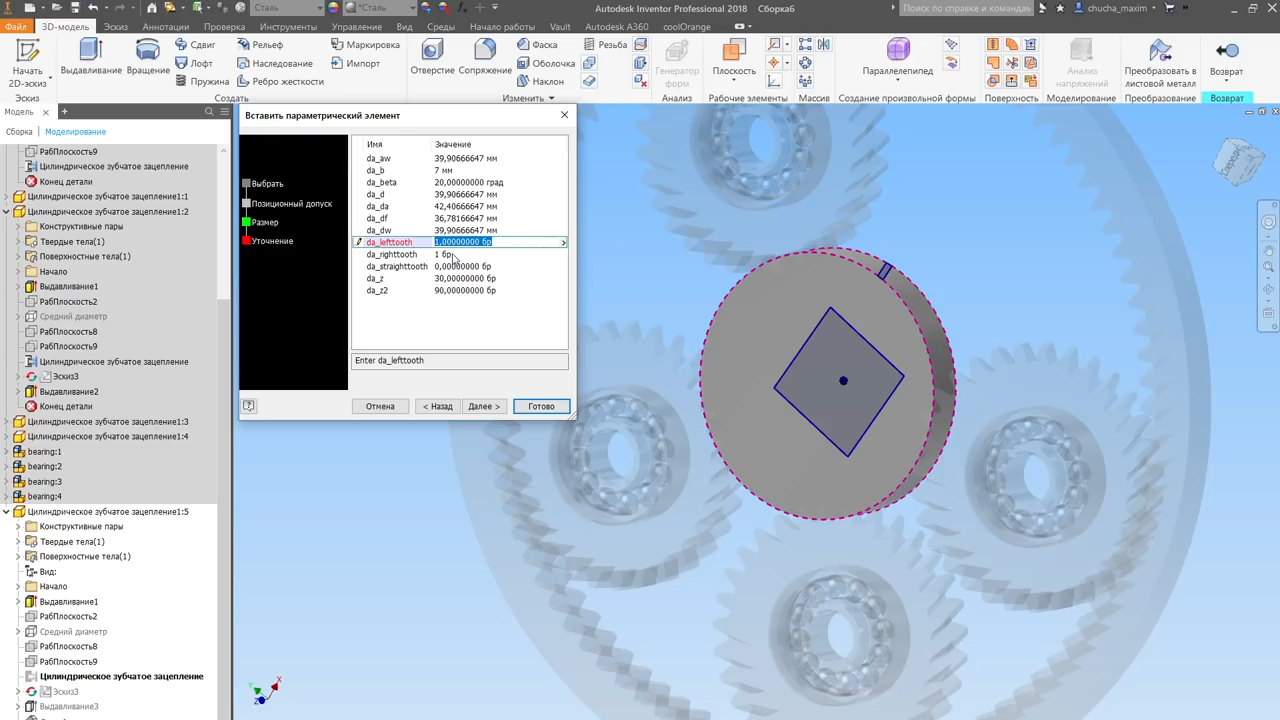 Сталь
*Сталь
Autodesk Inventor Professional 2018
Сборка6
Поиск по справке и командам
chucha_maxim
Файл
3D-модель
Эскиз
Аннотации
Проверка
Инструменты
Управление
Вид
Среды
Начало работы
Vault
Autodesk A360
coolOrange
Начать
2D-эскиз
Выдавливание
Вращение
Сдвиг
Лофт
Пружина
Рельеф
Наследование
Ребро жесткости
Маркировка
Импорт
Отверстие
Сопряжение
Фаска
Оболочка
Наклон
Резьба
Генератор
форм
Плоскость
Параллелепипед
Анализ
напряжений
Преобразовать в
листовой металл
Возврат
Эскиз
Создать
Изменить
Анализ
Рабочие элементы
Массив
Создание произвольной формы
Поверхность
Моделирование
Преобразование
Возврат
Модель
Сборка
Моделирование
РабПлоскость9
Цилиндрическое зубчатое зацепление
Конец детали
Цилиндрическое зубчатое зацепление1:1
Цилиндрическое зубчатое зацепление1:2
Конструктивные пары
Твердые тела(1)
Поверхностные тела(1)
Начало
Выдавливание1
РабПлоскость2
Средний диаметр
РабПлоскость8
РабПлоскость9
Цилиндрическое зубчатое зацепление
Эскиз3
Выдавливание2
Конец детали
Цилиндрическое зубчатое зацепление1:3
Цилиндрическое зубчатое зацепление1:4
bearing:1
bearing:2
bearing:3
bearing:4
Цилиндрическое зубчатое зацепление1:5
Конструктивные пары
Твердые тела(1)
Поверхностные тела(1)
Вид:
Начало
Выдавливание1
РабПлоскость2
Средний диаметр
РабПлоскость8
РабПлоскость9
Цилиндрическое зубчатое зацепление
Эскиз3
Выдавливание3
Вставить параметрический элемент
Выбрать
Позиционный допуск
Размер
Уточнение
Имя Значение
da_aw 39,90666647 мм
da_b 7 мм
da_beta 20,00000000 град
da_d 39,90666647 мм
da_da 42,40666647 мм
da_df 36,78166647 мм
da_dw 39,90666647 мм
da_lefttooth 1,00000000 бр
da_righttooth 1 бр
da_straighttooth 0,00000000 бр
da_z 30,00000000 бр
da_z2 90,00000000 бр
Enter da_lefttooth
Отмена
< Назад
Далее >
Готово
Y
X
Z